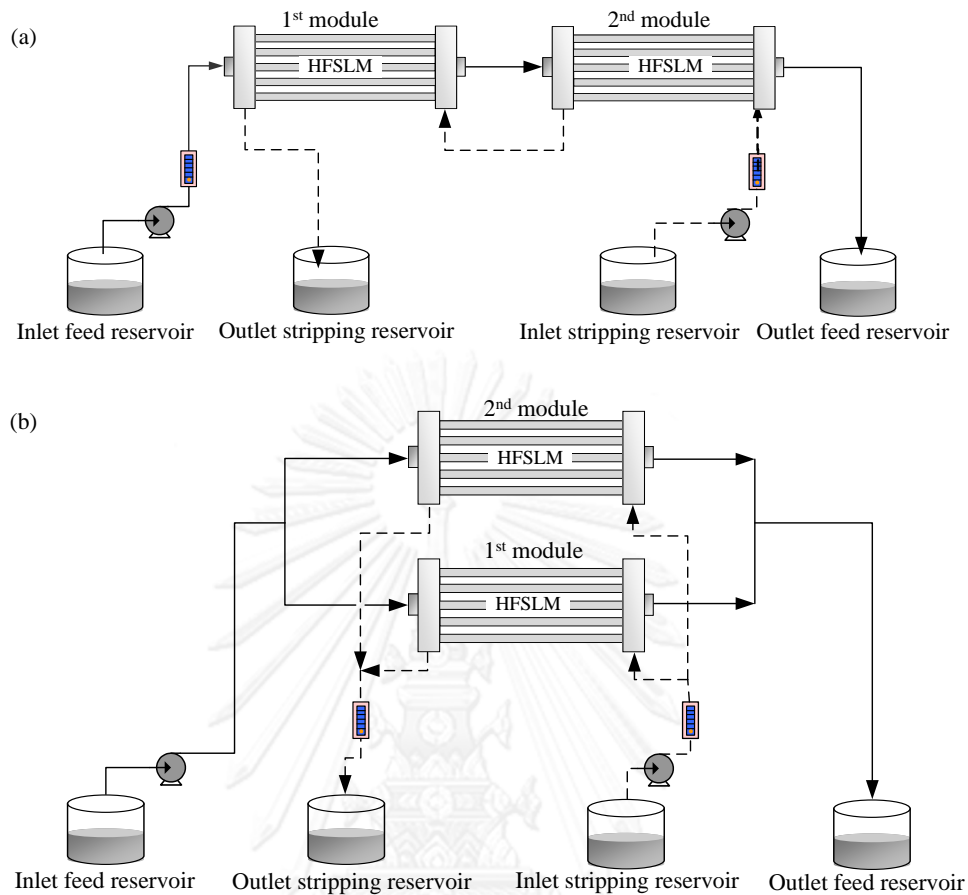 (a)
1st module
2nd module
HFSLM
HFSLM
Inlet feed reservoir
Outlet stripping reservoir
Inlet stripping reservoir
Outlet feed reservoir
(b)
2nd module
HFSLM
1st module
HFSLM
Inlet feed reservoir
Outlet stripping reservoir
Inlet stripping reservoir
Outlet feed reservoir